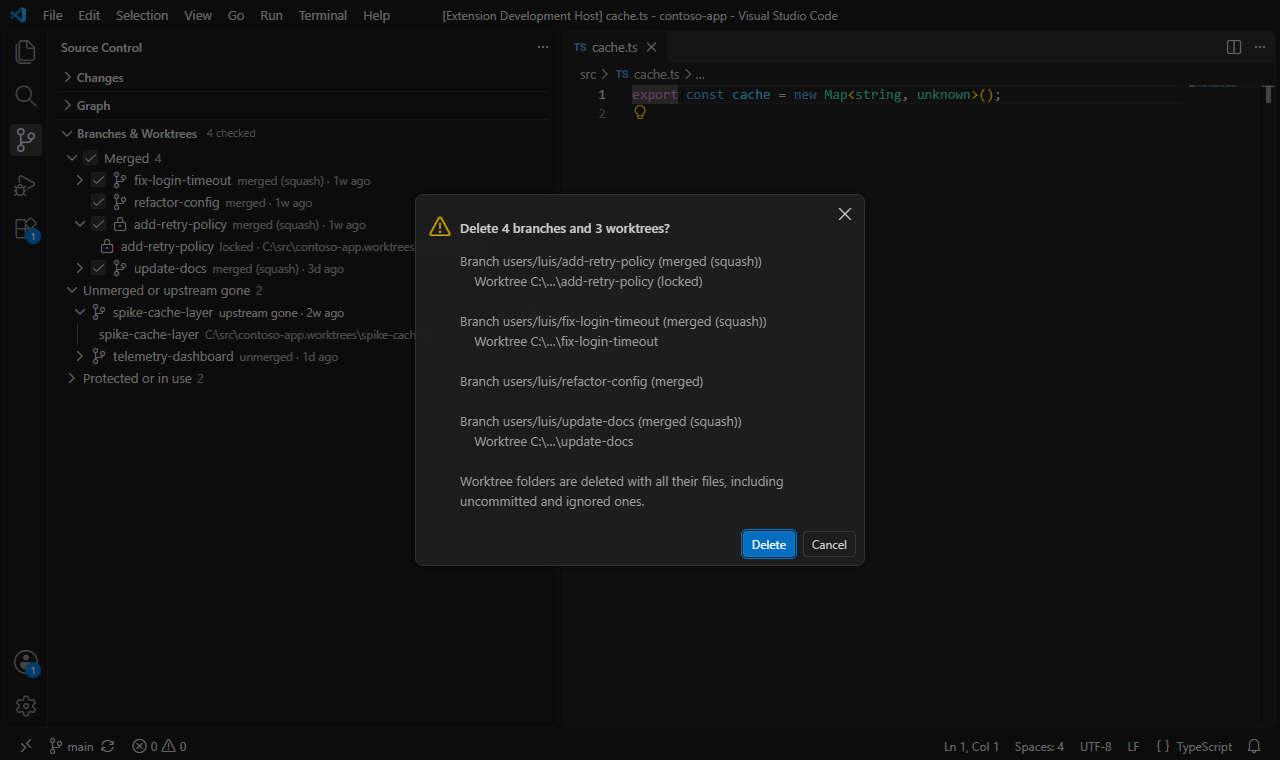 File Edit Selection View Go Run Terminal Help [Extension Development Host] cache.ts - contoso-app - Visual Studio Code
Source Control
Changes
Graph
Branches & Worktrees 4 checked
Merged 4
fix-login-timeout merged (squash) · 1w ago
refactor-config merged · 1w ago
add-retry-policy merged (squash) · 1w ago
add-retry-policy locked · C:\src\contoso-app.worktrees
update-docs merged (squash) · 3d ago
Unmerged or upstream gone 2
spike-cache-layer upstream gone · 2w ago
spike-cache-layer C:\src\contoso-app.worktrees\spike-cach
telemetry-dashboard unmerged · 1d ago
Protected or in use 2
1
1
TS cache.ts
src > TS cache.ts > ...
1 export const cache = new Map<string, unknown>();
2
Delete 4 branches and 3 worktrees?
Branch users/luis/add-retry-policy (merged (squash))
Worktree C:\...\add-retry-policy (locked)
Branch users/luis/fix-login-timeout (merged (squash))
Worktree C:\...\fix-login-timeout
Branch users/luis/refactor-config (merged)
Branch users/luis/update-docs (merged (squash))
Worktree C:\...\update-docs
Worktree folders are deleted with all their files, including
uncommitted and ignored ones.
Delete Cancel
main 0 0 Ln 1, Col 1 Spaces: 4 UTF-8 LF { } TypeScript